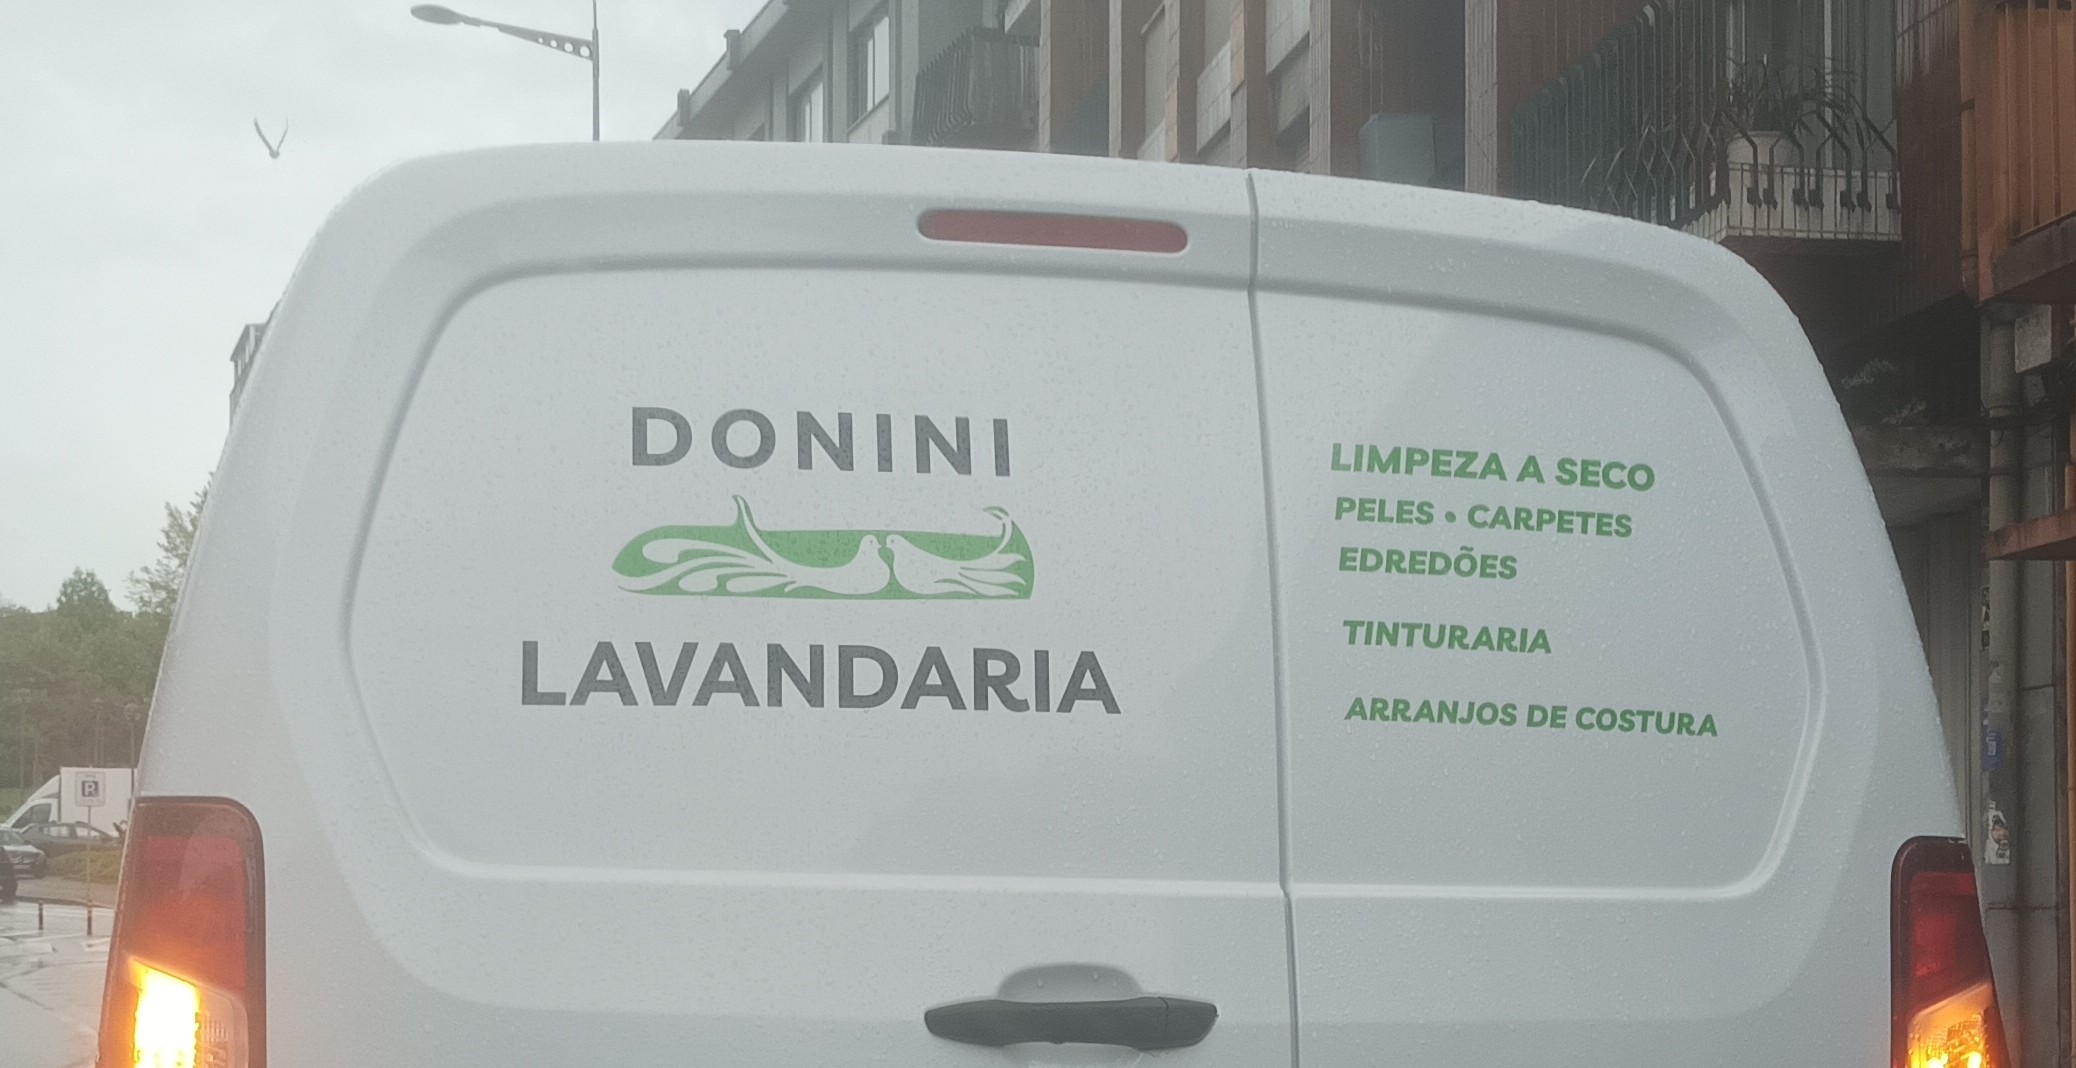 DONINI
LAVANDARIA
LIMPEZA A SECO
PELES • CARPETES
EDREDÕES
TINTURARIA
ARRANJOS DE COSTURA
P